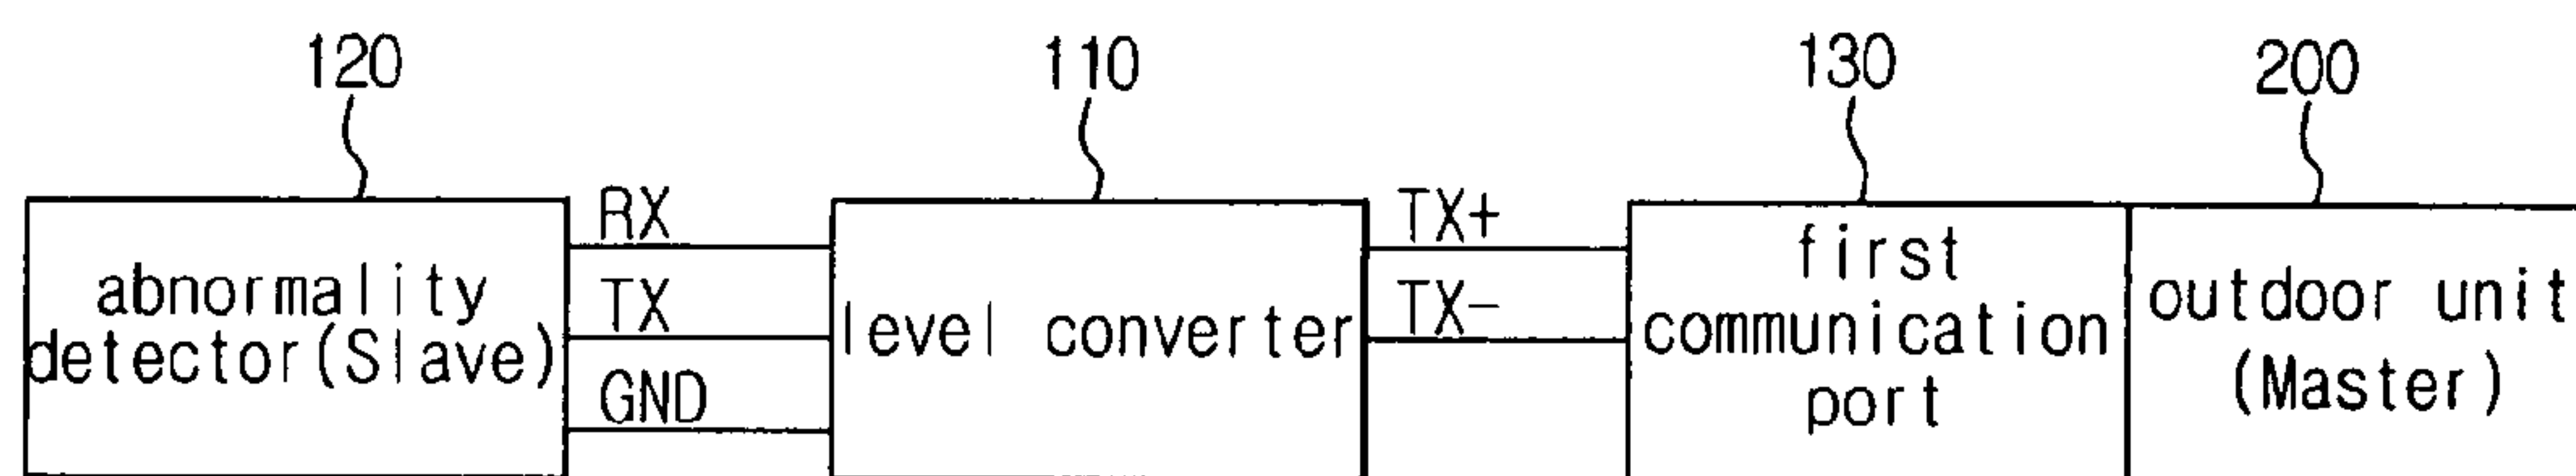 120
110
130
200
RX
TX
GND
TX+
TX-
abnormality
detector(Slave)
level converter
first
communication
port
outdoor unit
(Master)